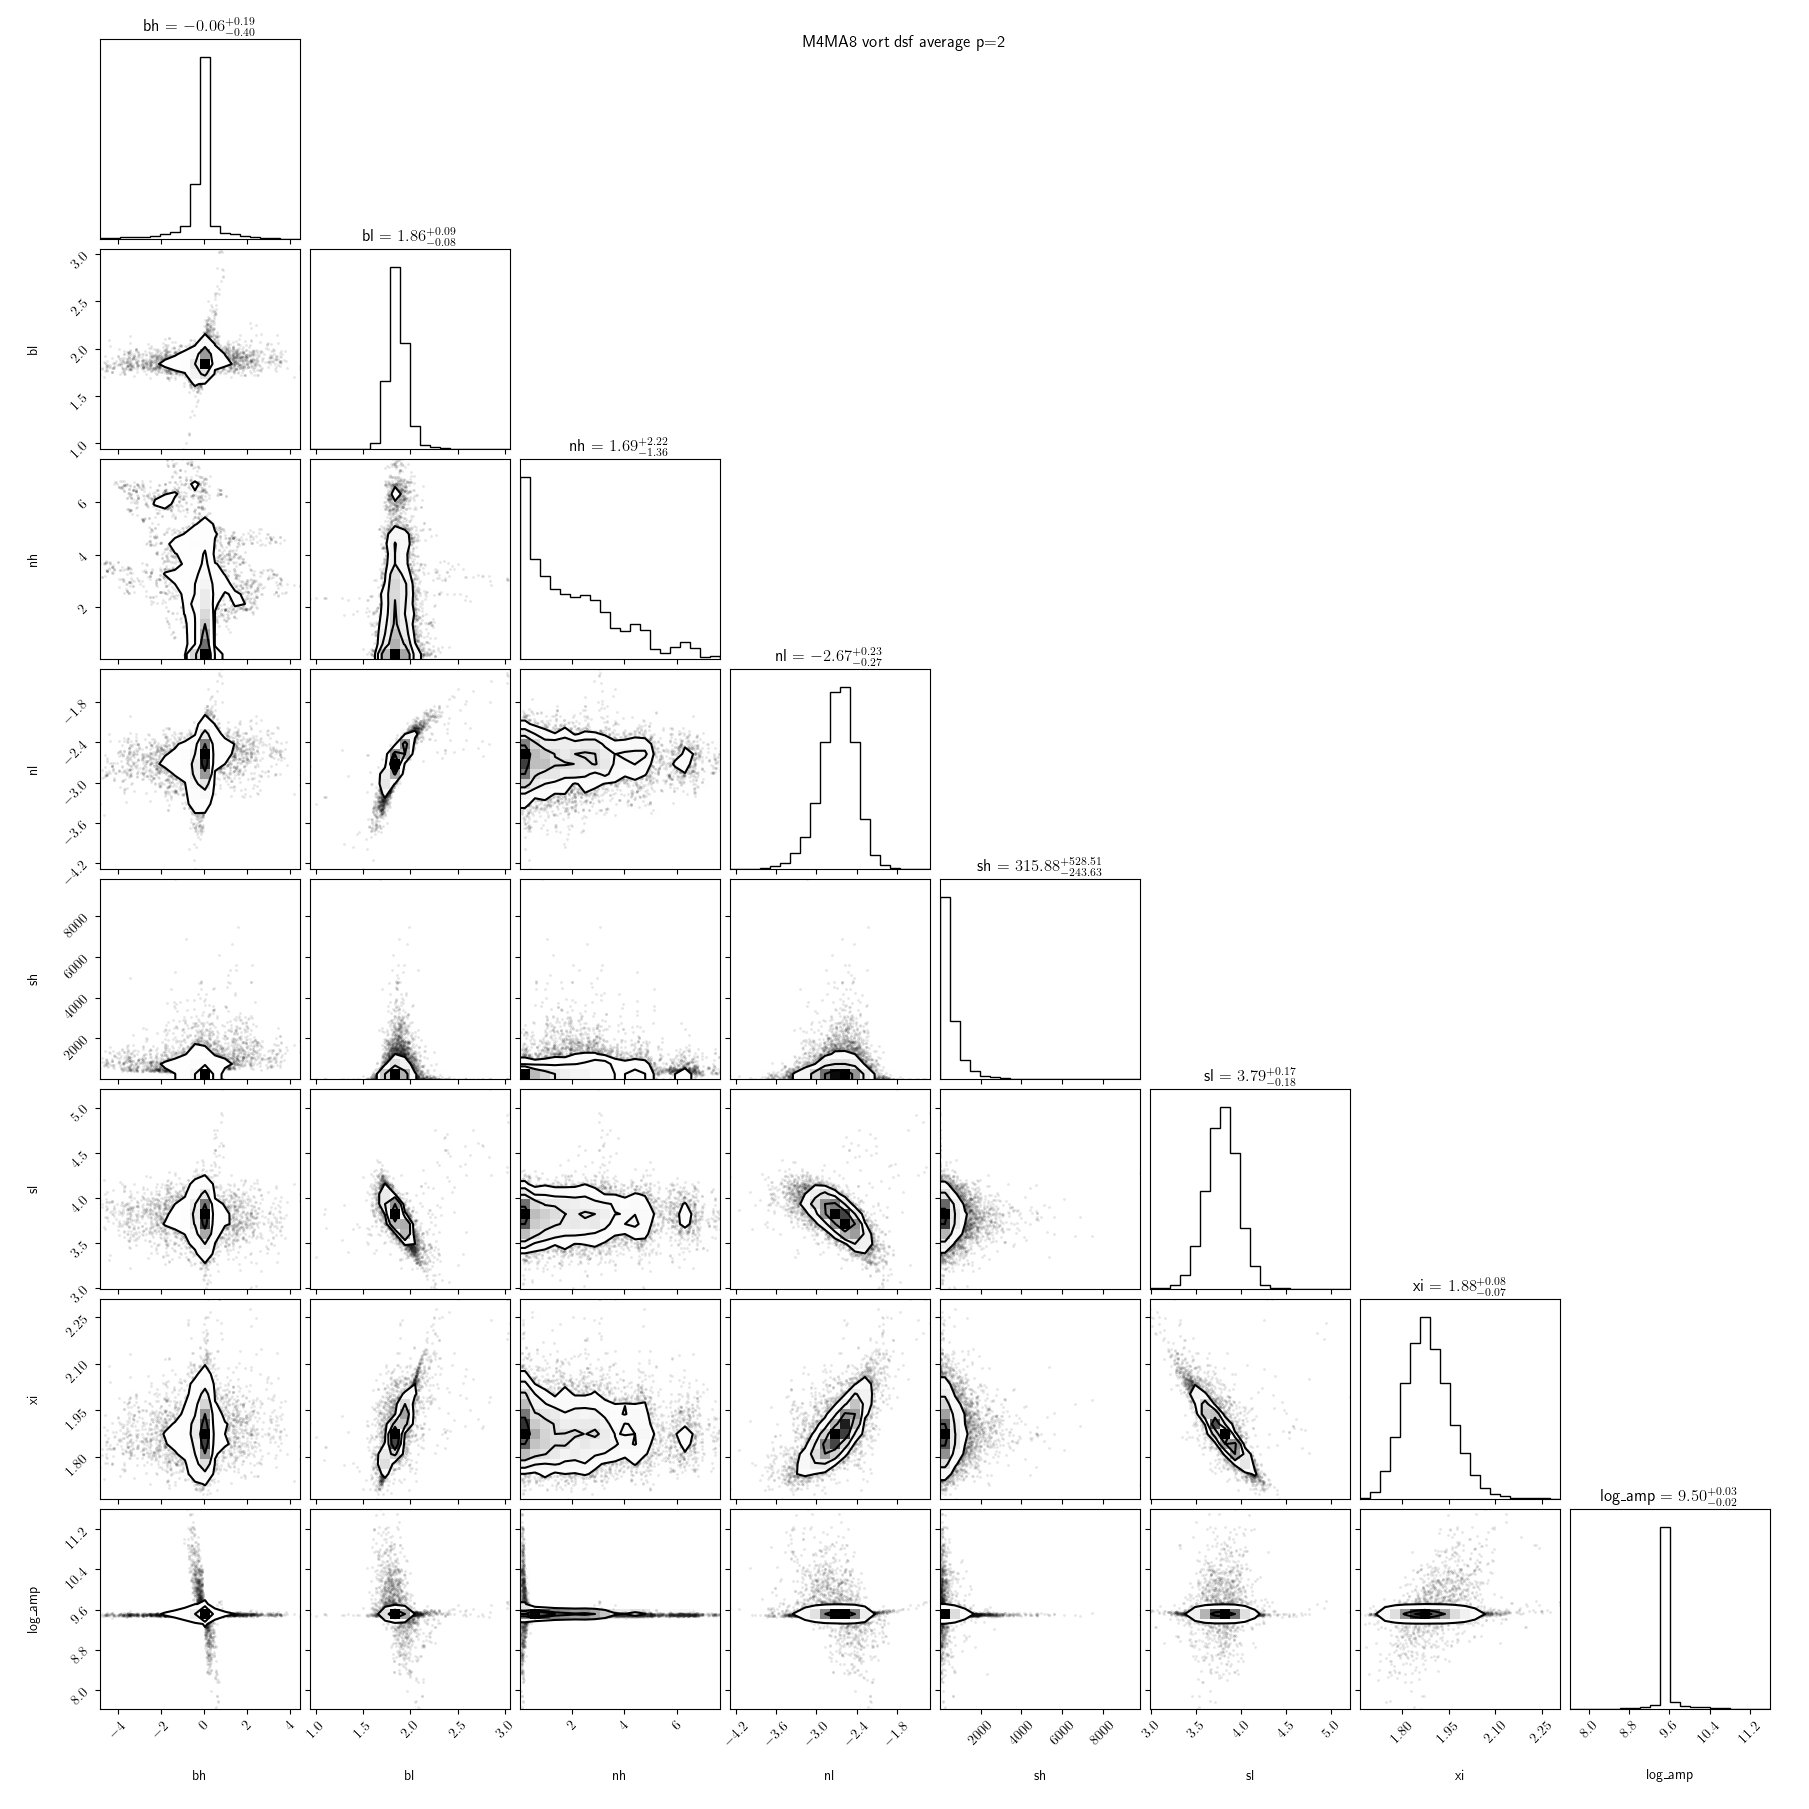 bh = −0.06 +0.19 −0.40
M4MA8 vort dsf average p=2
bl = 1.86 +0.09 −0.08
3.0
2.5
2.0
1.5
1.0
bl
nh = 1.69 +2.22 −1.36
6
4
2
nh
nl = −2.67 +0.23 −0.27
−1.8
−2.4
−3.0
−3.6
−4.2
nl
sh = 315.88 +528.51 −243.63
8000
6000
4000
2000
sh
sl = 3.79 +0.17 −0.18
5.0
4.5
4.0
3.5
3.0
sl
xi = 1.88 +0.08 −0.07
2.25
2.10
1.95
1.80
xi
log_amp = 9.50 +0.03 −0.02
11.2
10.4
9.6
8.8
8.0
log_amp
−4 −2 0 2 4 1.0 1.5 2.0 2.5 3.0 2 4 6 −4.2 −3.6 −3.0 −2.4 −1.8 2000 4000 6000 8000 3.0 3.5 4.0 4.5 5.0 1.80 1.95 2.10 2.25 8.0 8.8 9.6 10.4 11.2
bh bl nh nl sh sl xi log_amp